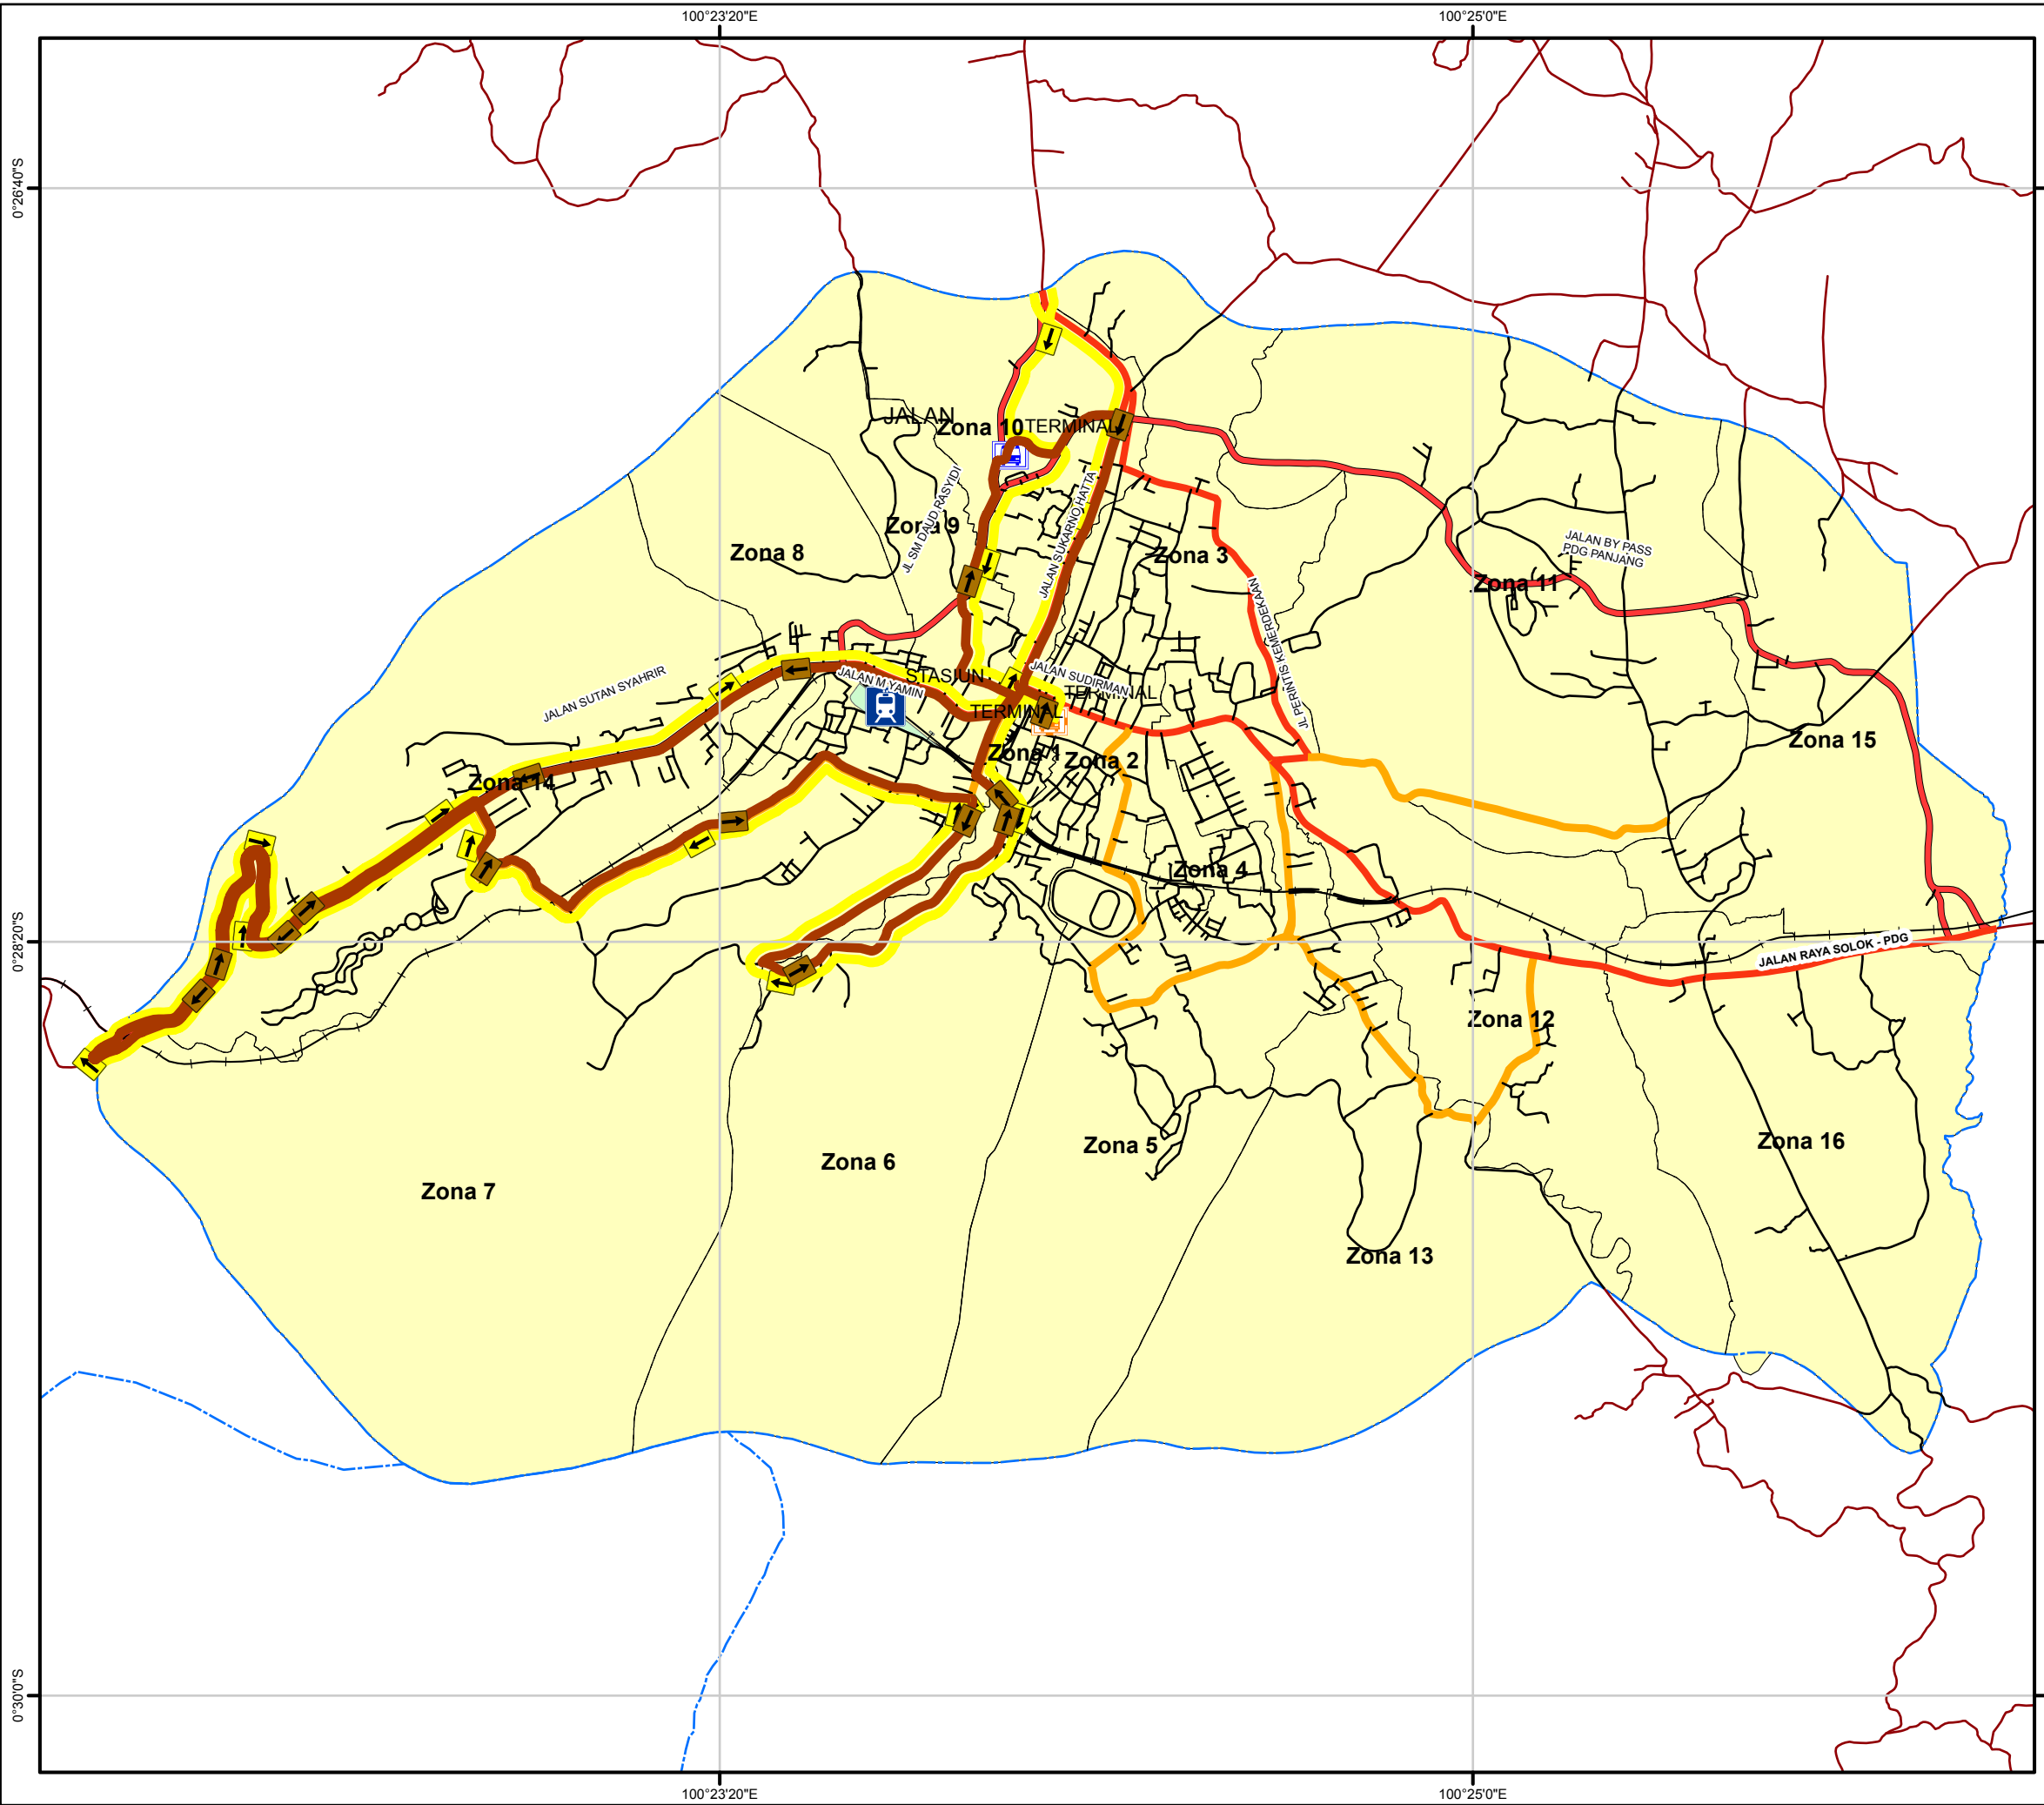 100°23'20"E
100°25'0"E
0°26'40"S
JALAN
Zona 10
TERMINAL
JL SM DAUD RASYIDI
Zona 9
Zona 8
JALAN SUKARNO HATTA
Zona 3
JALAN BY PASS
PDG PANJANG
Zona 11
JL PERRINTIS KEMERDEKAAN
JALAN SUTAN SYAHRIR
STASIUN
JALAN M YAMIN
JALAN SUDIRMAN
TERMINAL
TERMINAL
Zona 1
Zona 2
Zona 15
Zona 14
Zona 4
0°28'20"S
JALAN RAYA SOLOK - PDG
Zona 12
Zona 5
Zona 16
Zona 6
Zona 7
Zona 13
0°30'0"S
100°23'20"E
100°25'0"E